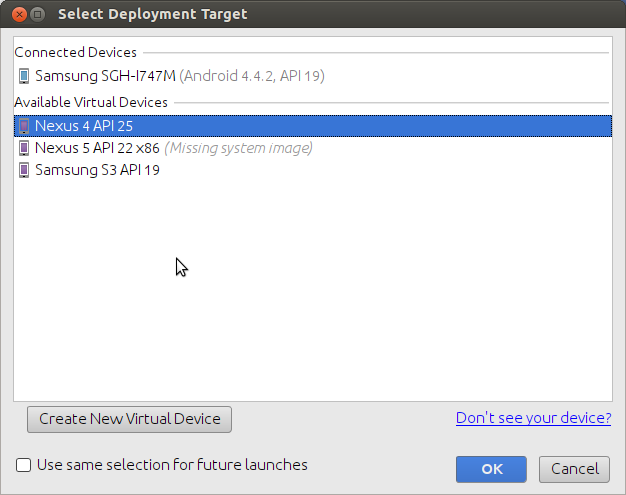 Select Deployment Target
Connected Devices
Samsung SGH-I747M (Android 4.4.2, API 19)
Available Virtual Devices
Nexus 4 API 25
Nexus 5 API 22 x86 (Missing system image)
Samsung S3 API 19
Create New Virtual Device
Don't see your device?
Use same selection for future launches
OK
Cancel